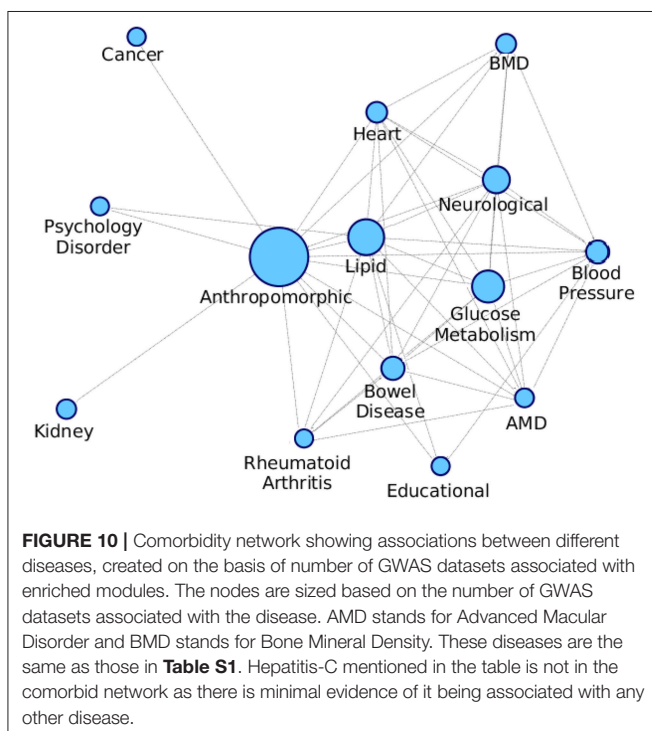 Cancer
BMD
Heart
Psychology
Disorder
Neurological
Lipid
Anthropomorphic
Blood
Pressure
Glucose
Metabolism
Bowel
Disease
Kidney
AMD
Rheumatoid
Arthritis
Educational
FIGURE 10 | Comorbidity network showing associations between different
diseases, created on the basis of number of GWAS datasets associated with
enriched modules. The nodes are sized based on the number of GWAS
datasets associated with the disease. AMD stands for Advanced Macular
Disorder and BMD stands for Bone Mineral Density. These diseases are the
same as those in Table S1. Hepatitis-C mentioned in the table is not in the
comorbid network as there is minimal evidence of it being associated with any
other disease.